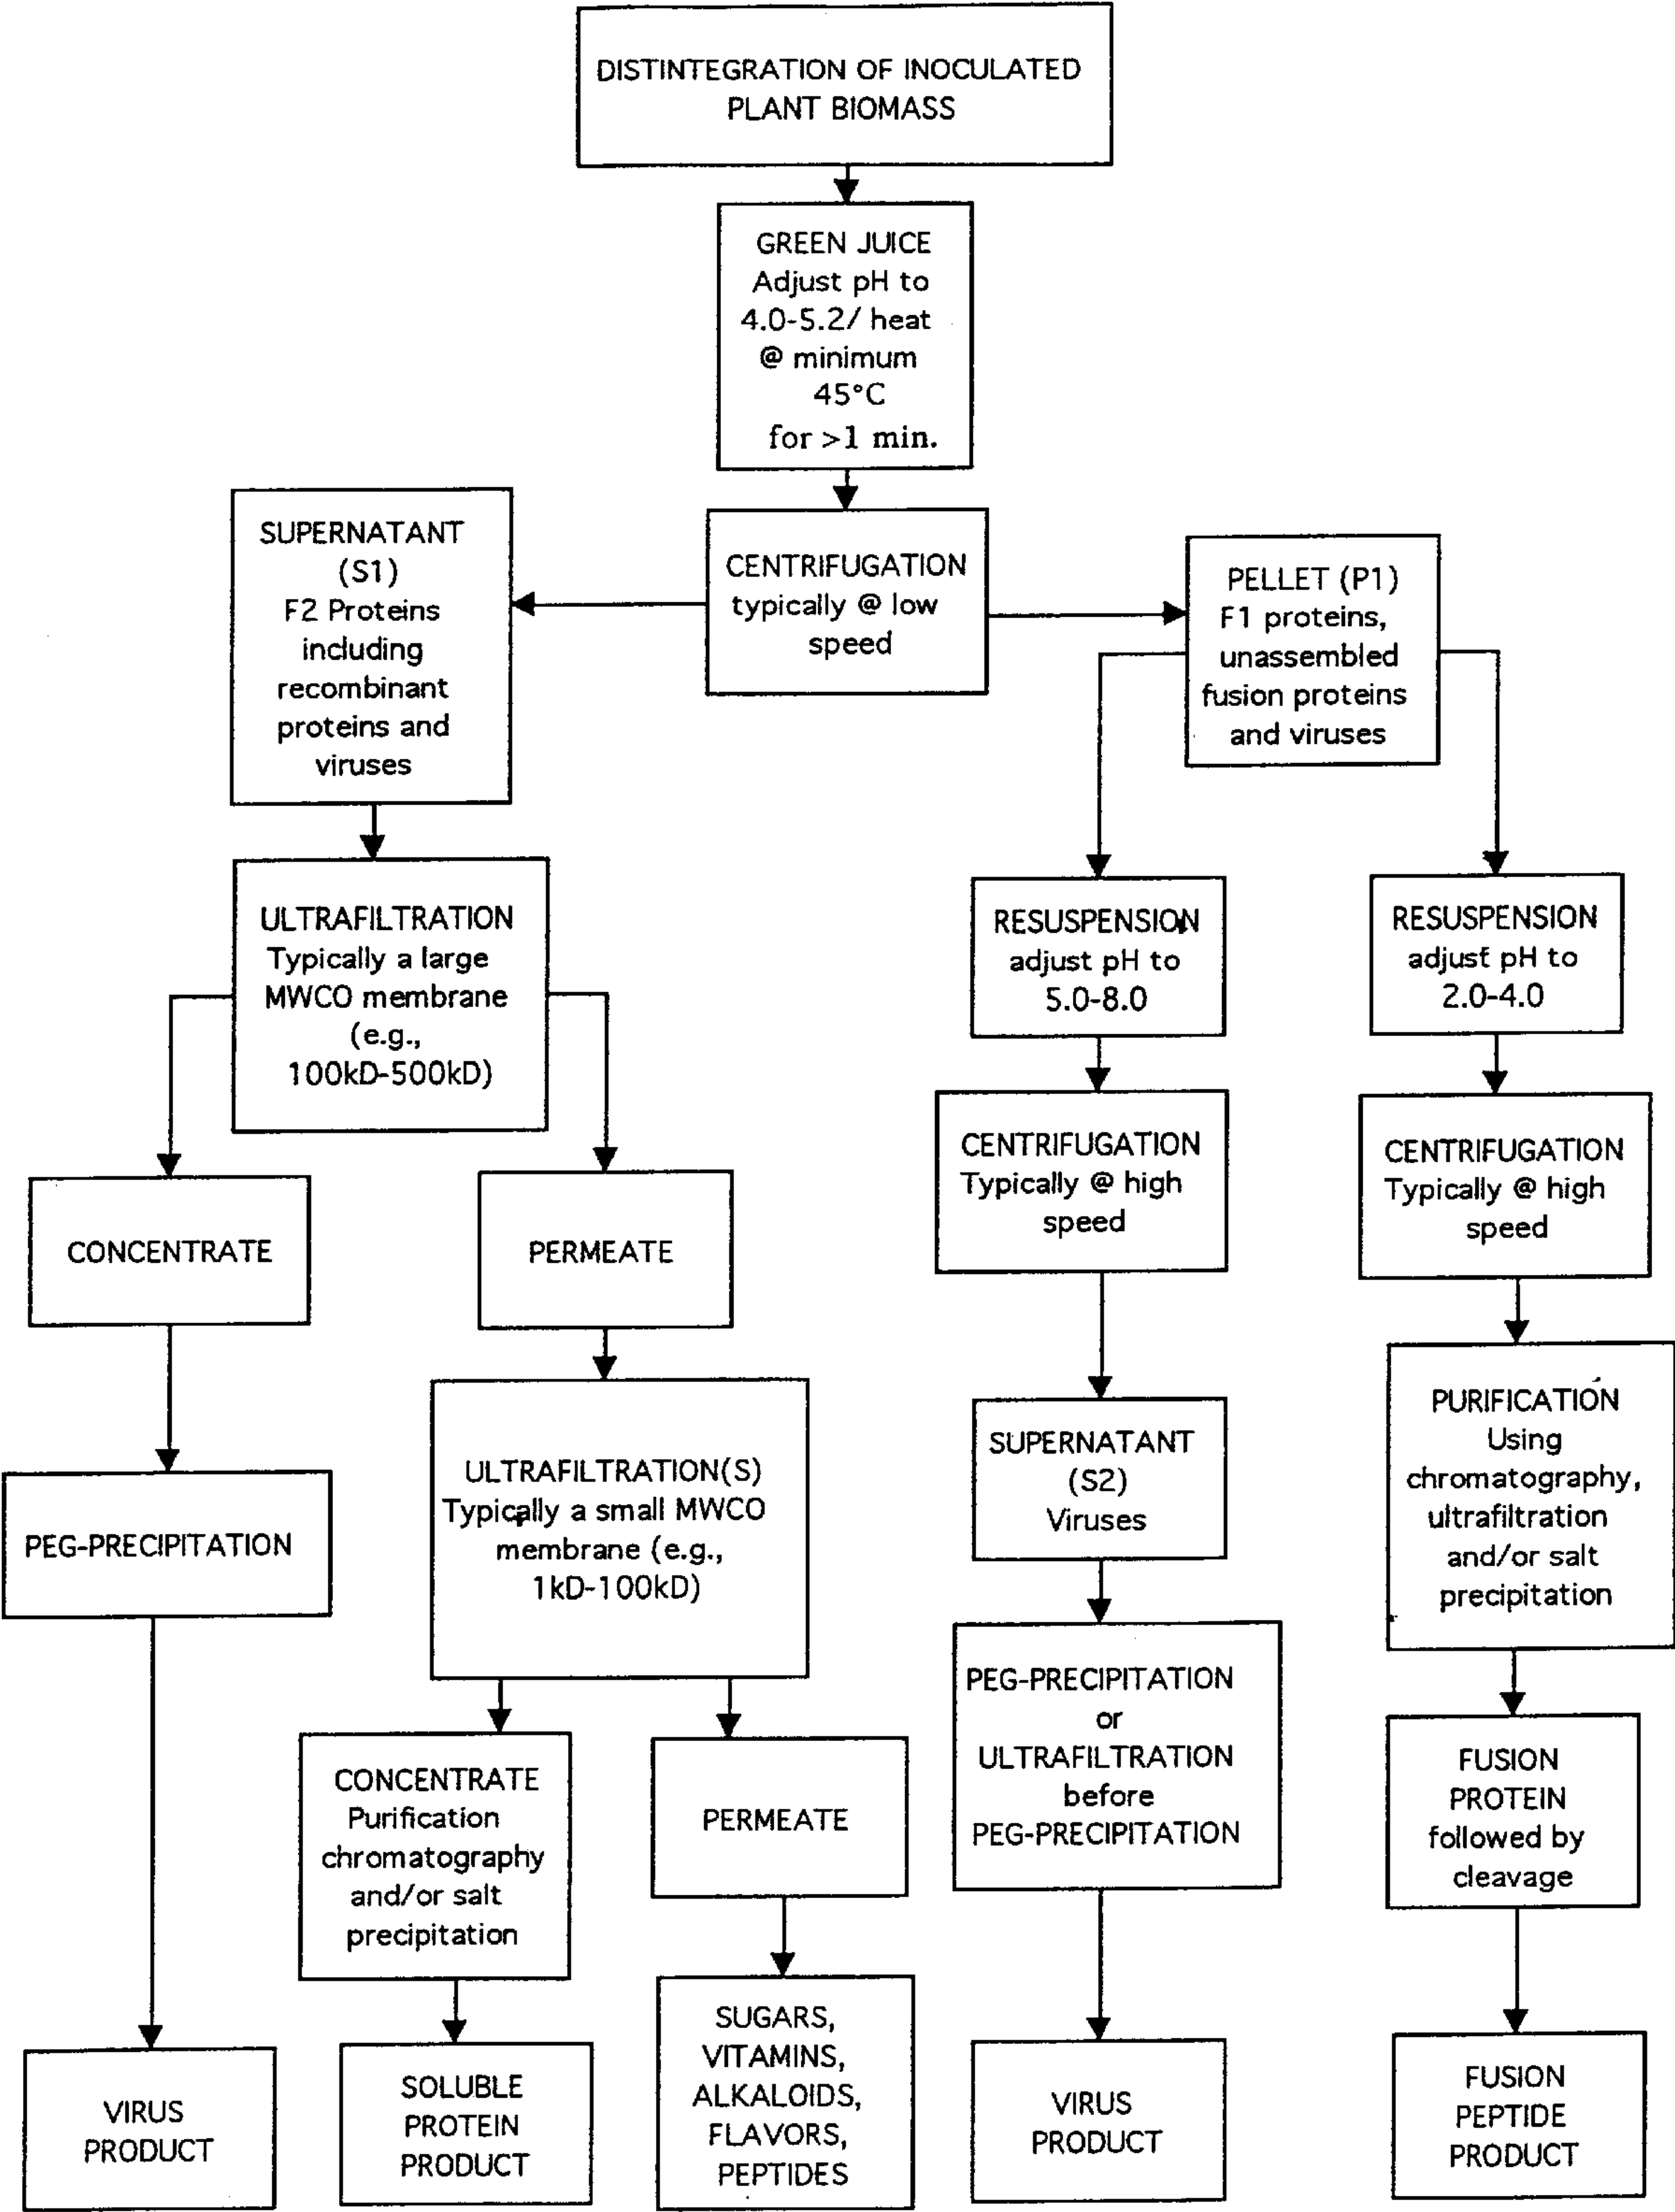 DISTINTEGRATION OF INOCULATED
PLANT BIOMASS
GREEN JUICE
Adjust pH to
4.0-5.2/ heat
@ minimum
45°C
for >1 min.
CENTRIFUGATION
typically @ low
speed
SUPERNATANT
(S1)
F2 Proteins
including
recombinant
proteins and
viruses
PELLET (P1)
F1 proteins,
unassembled
fusion proteins
and viruses
ULTRAFILTRATION
Typically a large
MWCO membrane
(e.g.,
100kD-500kD)
RESUSPENSION
adjust pH to
5.0-8.0
RESUSPENSION
adjust pH to
2.0-4.0
CONCENTRATE
PERMEATE
CENTRIFUGATION
Typically @ high
speed
CENTRIFUGATION
Typically @ high
speed
PEG-PRECIPITATION
ULTRAFILTRATION(S)
Typically a small MWCO
membrane (e.g.,
1kD-100kD)
SUPERNATANT
(S2)
Viruses
PURIFICATION
Using
chromatography,
ultrafiltration
and/or salt
precipitation
CONCENTRATE
Purification
chromatography
and/or salt
precipitation
PERMEATE
PEG-PRECIPITATION
or
ULTRAFILTRATION
before
PEG-PRECIPITATION
FUSION
PROTEIN
followed by
cleavage
VIRUS
PRODUCT
SOLUBLE
PROTEIN
PRODUCT
SUGARS,
VITAMINS,
ALKALOIDS,
FLAVORS,
PEPTIDES
VIRUS
PRODUCT
FUSION
PEPTIDE
PRODUCT